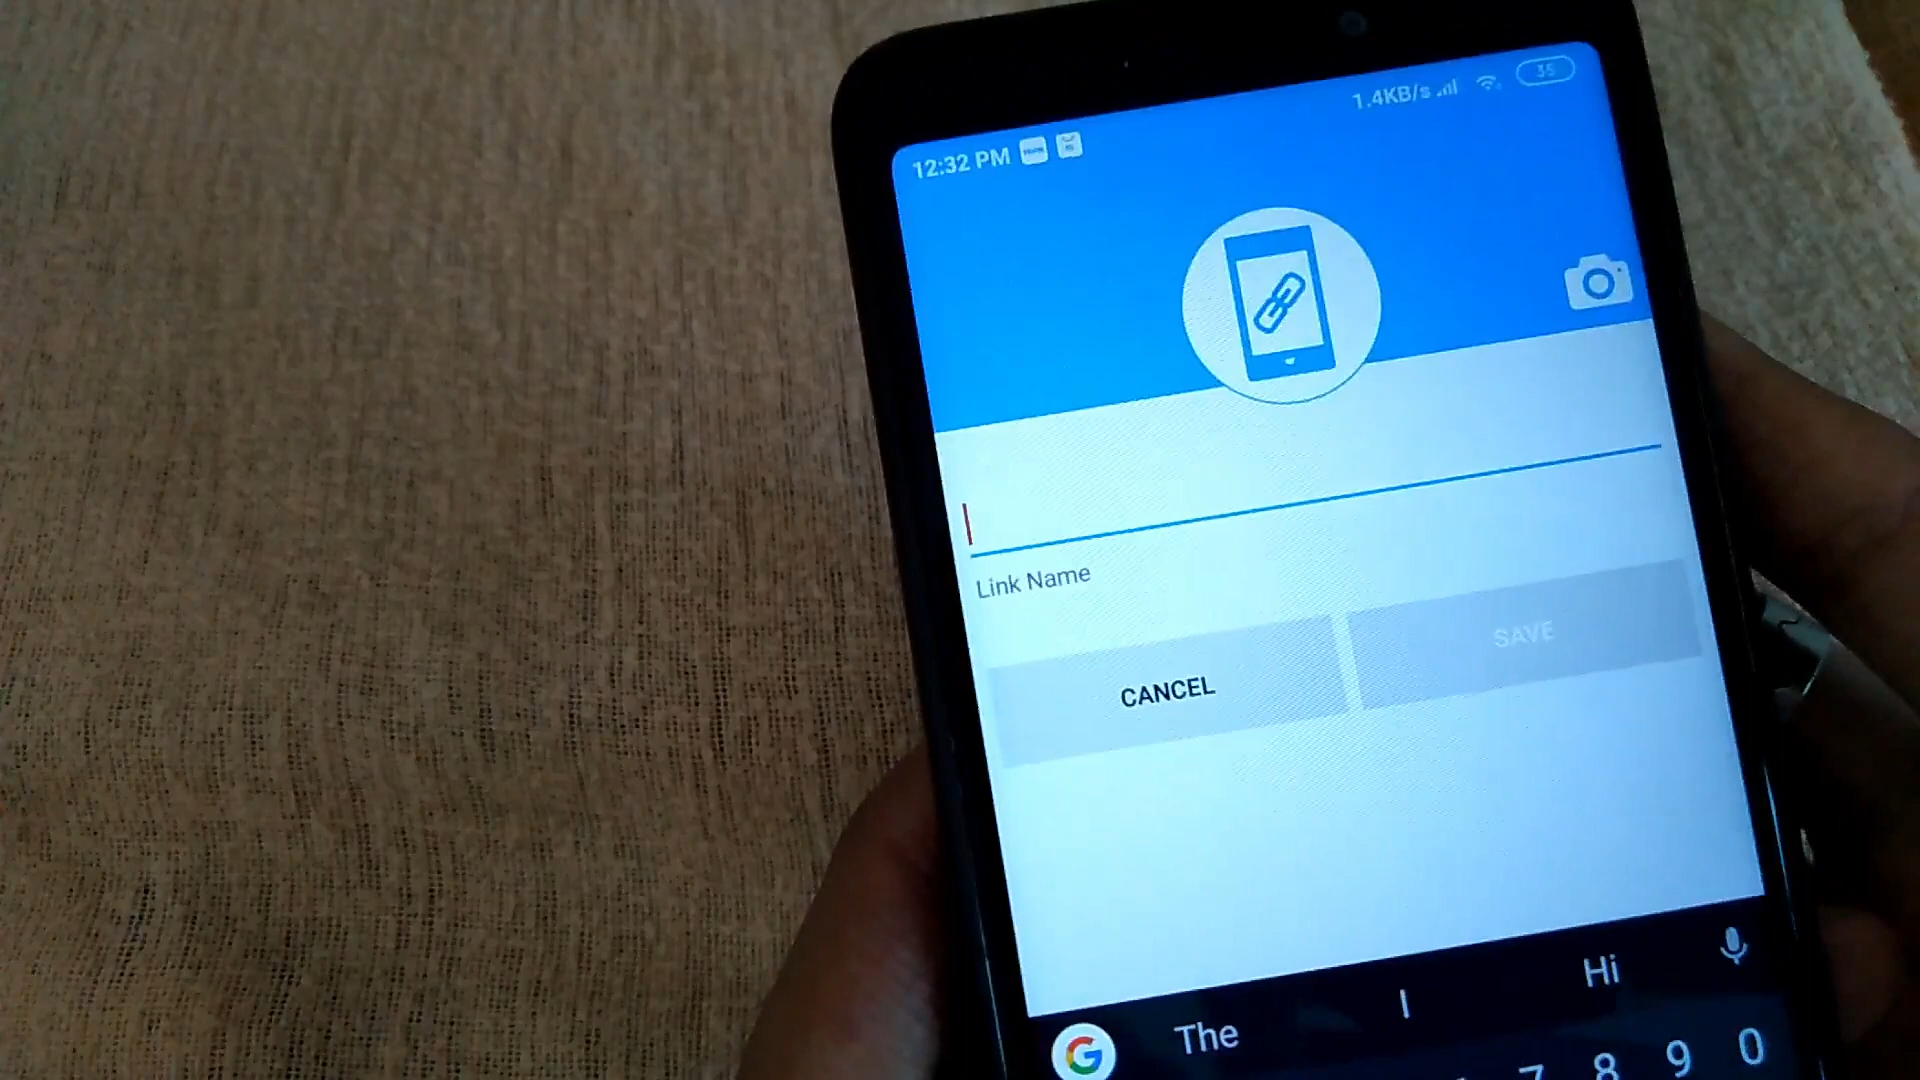 1.4KB/s 35
12:32 PM
Link Name
CANCEL SAVE
The I Hi
7 8 9 0